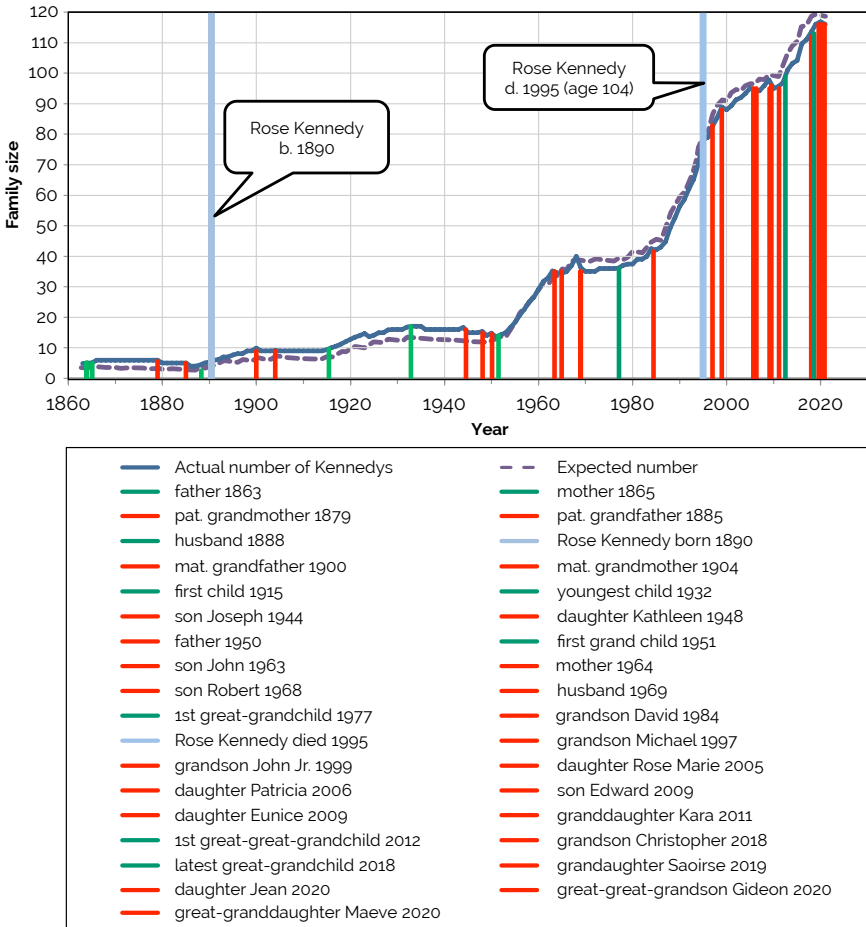 120
100
90
80
70
60
50
40
30
20
10
0
Family size
Rose Kennedy
b. 1890
Rose Kennedy
d. 1995 (age 104)
1860 1880 1900 1920 1940 1960 1980 2000 2020
Year
Actual number of Kennedys
Expected number
father 1863
mother 1865
pat. grandmother 1879
pat. grandfather 1885
husband 1888
Rose Kennedy born 1890
mat. grandfather 1900
mat. grandmother 1904
first child 1915
youngest child 1932
son Joseph 1944
daughter Kathleen 1948
father 1950
first grand child 1951
son John 1963
mother 1964
son Robert 1968
husband 1969
1st great-grandchild 1977
grandson David 1984
Rose Kennedy died 1995
grandson Michael 1997
grandson John Jr. 1999
daughter Rose Marie 2005
daughter Patricia 2006
son Edward 2009
daughter Eunice 2009
granddaughter Kara 2011
1st great-great-grandchild 2012
grandson Christopher 2018
latest great-grandchild 2018
grandaughter Saoirse 2019
daughter Jean 2020
great-great-grandson Gideon 2020
great-granddaughter Maeve 2020